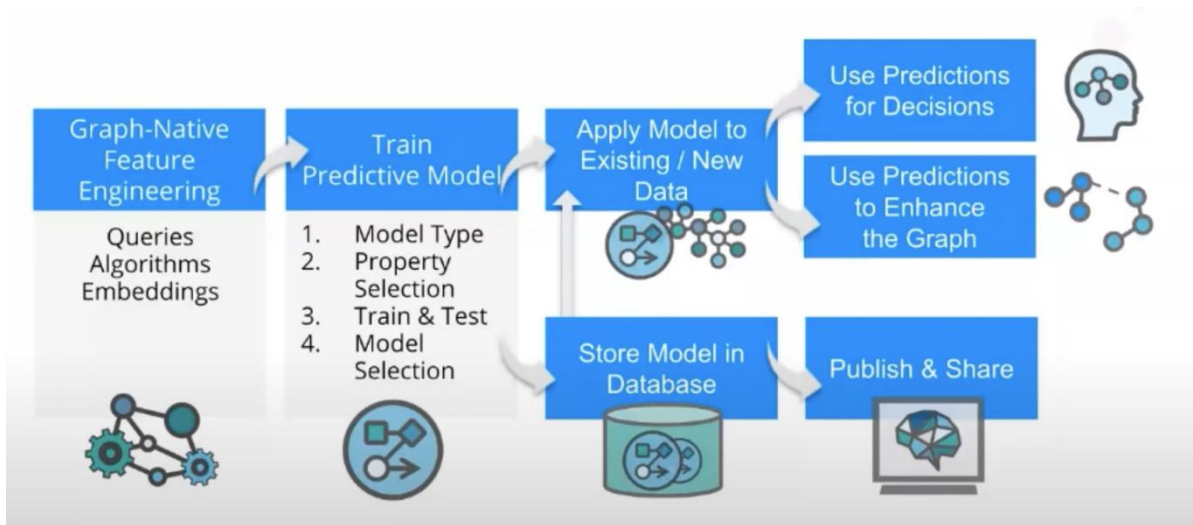 Graph-Native
Feature
Engineering
Queries
Algorithms
Embeddings
Train
Predictive Model
1. Model Type
2. Property
Selection
3. Train & Test
4. Model
Selection
Apply Model to
Existing / New
Data
Use Predictions
for Decisions
Use Predictions
to Enhance
the Graph
Store Model in
Database
Publish & Share